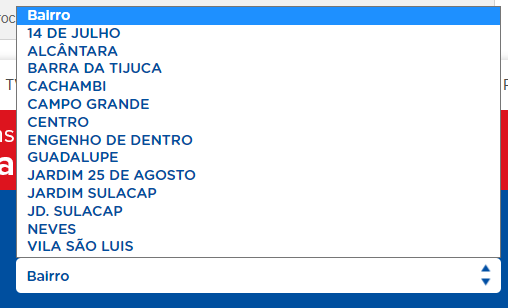 Bairro
14 DE JULHO
ALCÂNTARA
BARRA DA TIJUCA
CACHAMBI
CAMPO GRANDE
CENTRO
ENGENHO DE DENTRO
GUADALUPE
JARDIM 25 DE AGOSTO
JARDIM SULACAP
JD. SULACAP
NEVES
VILA SÃO LUIS
Bairro